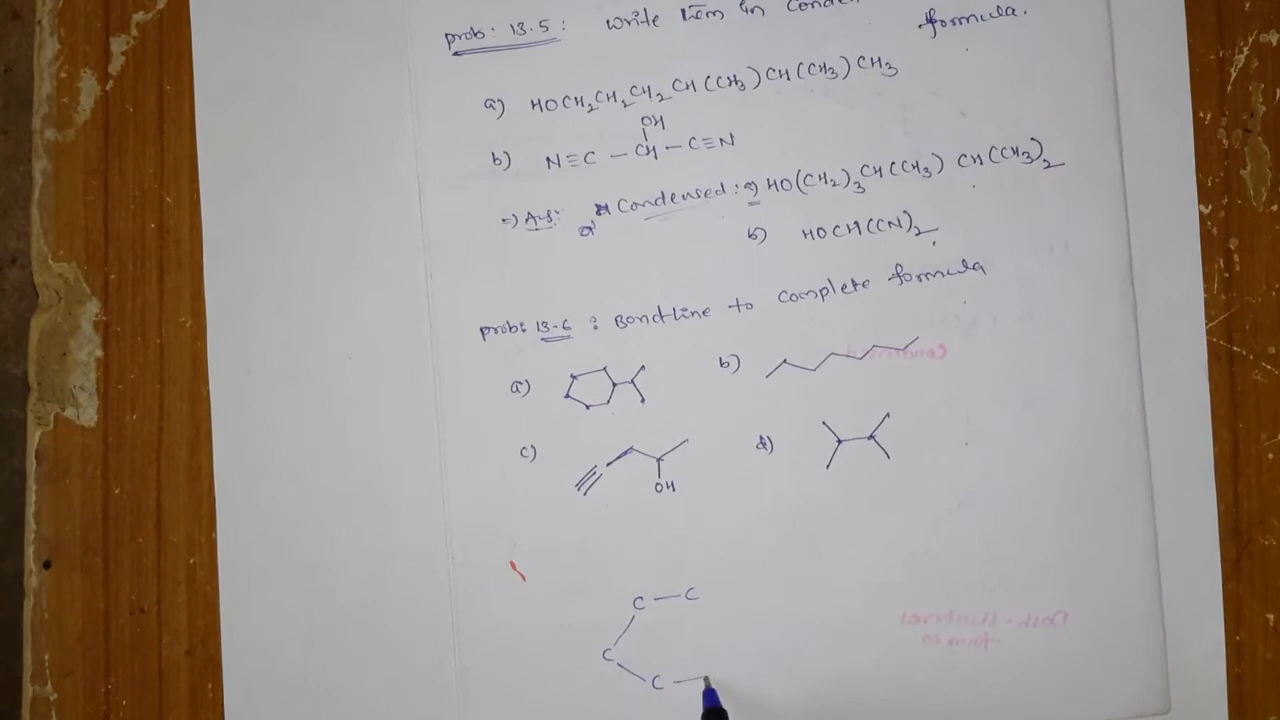 prob: 13.5 : write them in Conden
formula.
a) HOCH₂CH₂CH₂CH(CH₃)CH(CH₃)CH₃
OH
b) N≡C – CH – C≡N
=) Ans: Condensed: a) HO(CH₂)₃CH(CH₃) CH(CH₃)₂
b) HOCH(CN)₂
prob: 13-6 : Bondline to complete formula
a)
b)
c)
OH
d)
C – C
C
C –